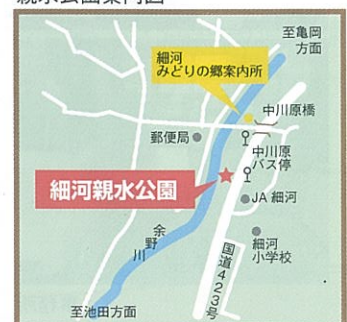 親水公園案内図
至亀岡
方面
細河
みどりの郷案内所
中川原橋
郵便局
中川原
バス停
細河親水公園
JA 細河
余野川
細河
小学校
国道423号
至池田方面